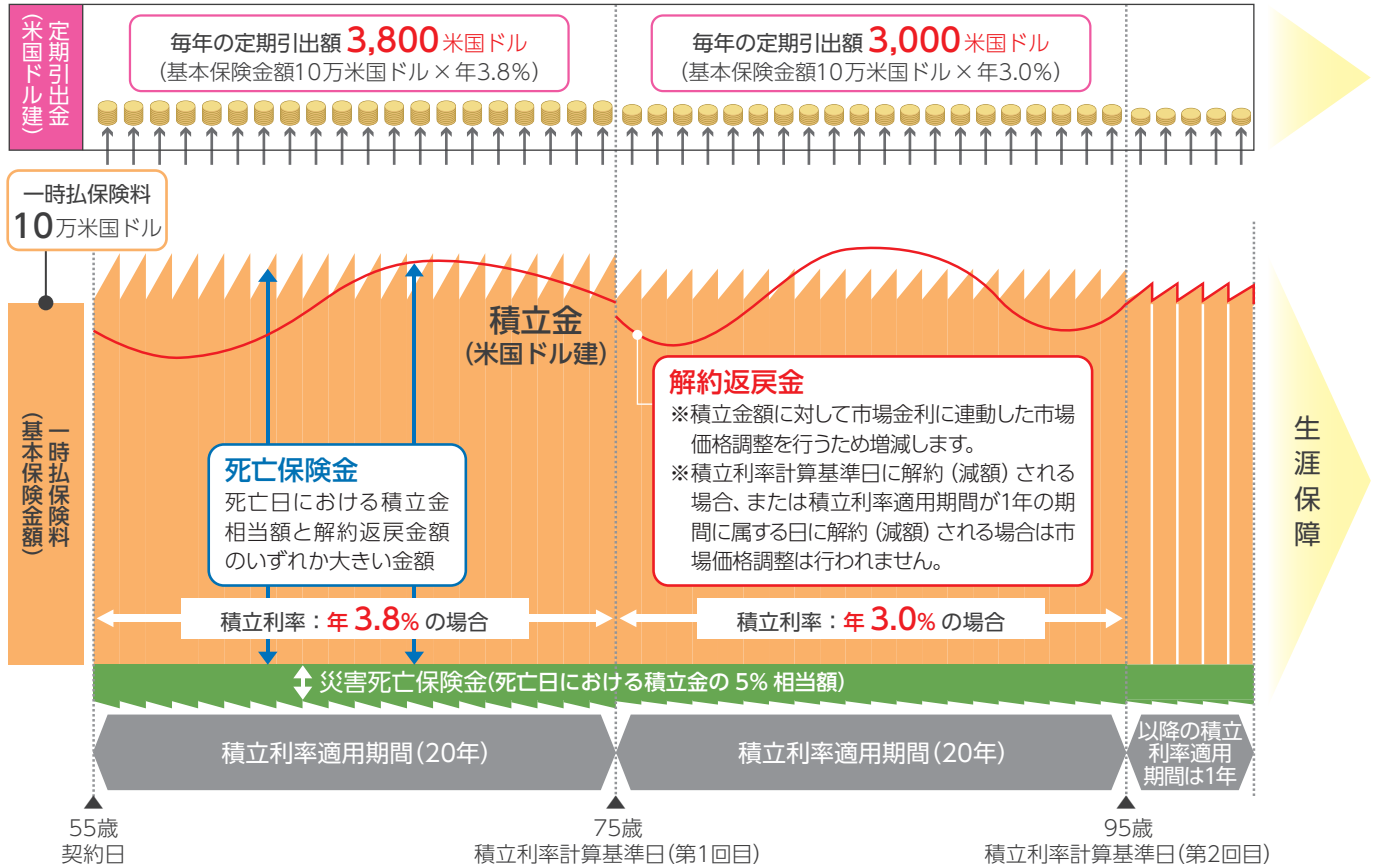 定期引出金
(米国ドル建)
毎年の定期引出額 3,800 米国ドル
(基本保険金額10万米国ドル×年3.8%)
毎年の定期引出額 3,000 米国ドル
(基本保険金額10万米国ドル×年3.0%)
一時払保険料
10万米国ドル
一時払保険料
(基本保険金額)
積立金
(米国ドル建)
死亡保険金
死亡日における積立金
相当額と解約返戻金額
のいずれか大きい金額
解約返戻金
※積立金額に対して市場金利に連動した市場
価格調整を行うため増減します。
※積立利率計算基準日に解約(減額)される
場合、または積立利率適用期間が1年の期
間に属する日に解約(減額)される場合は市
場価格調整は行われません。
生涯保障
積立利率:年 3.8% の場合
積立利率:年 3.0% の場合
災害死亡保険金(死亡日における積立金の 5% 相当額)
積立利率適用期間(20年)
積立利率適用期間(20年)
以降の積立
利率適用
期間は1年
55歳
契約日
75歳
積立利率計算基準日(第1回目)
95歳
積立利率計算基準日(第2回目)